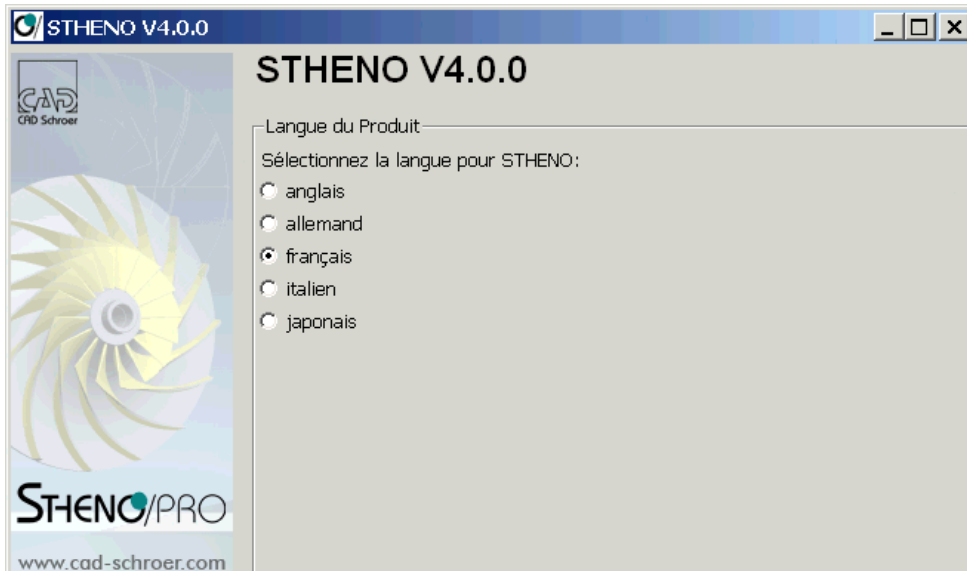 STHENO V4.0.0
STHENO V4.0.0
CAD
CAD Schroer
Langue du Produit
Sélectionnez la langue pour STHENO:
anglais
allemand
français
italien
japonais
STHENO/PRO
www.cad-schroer.com